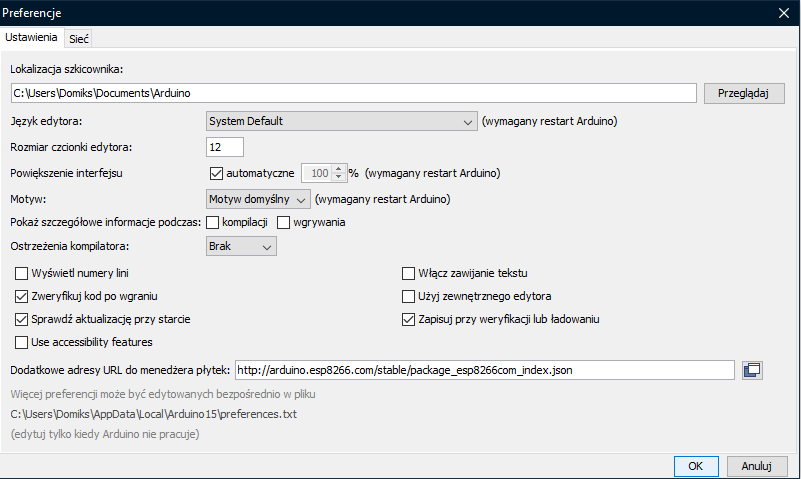 Preferencje
Ustawienia Sieć
Lokalizacja szkicownika:
C:\Users\Domiks\Documents\Arduino Przeglądaj
Język edytora: System Default (wymagany restart Arduino)
Rozmiar czcionki edytora: 12
Powiększenie interfejsu automatyczne 100 % (wymagany restart Arduino)
Motyw: Motyw domyślny (wymagany restart Arduino)
Pokaż szczegółowe informacje podczas: kompilacji wgrywania
Ostrzeżenia kompilatora: Brak
Wyświetl numery lini Włącz zawijanie tekstu
Zweryfikuj kod po wgraniu Użyj zewnętrznego edytora
Sprawdź aktualizację przy starcie Zapisuj przy weryfikacji lub ładowaniu
Use accessibility features
Dodatkowe adresy URL do menedżera płytek: http://arduino.esp8266.com/stable/package_esp8266com_index.json
Więcej preferencji może być edytowanych bezpośrednio w pliku
C:\Users\Domiks\AppData\Local\Arduino15\preferences.txt
(edytuj tylko kiedy Arduino nie pracuje)
OK Anuluj